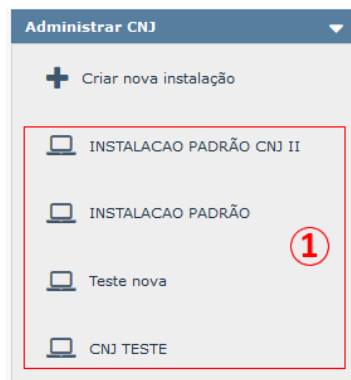 Administrar CNJ
Criar nova instalação
INSTALACAO PADRÃO CNJ II
INSTALACAO PADRÃO
1
Teste nova
CNJ TESTE